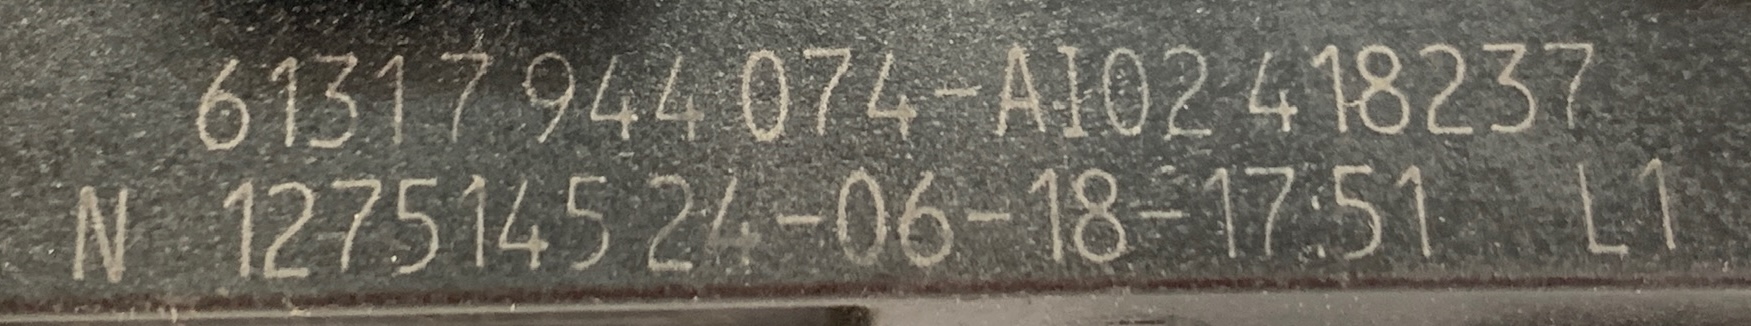 61317944074-AI02418237
N 1275145 24-06-18-17:51 L1